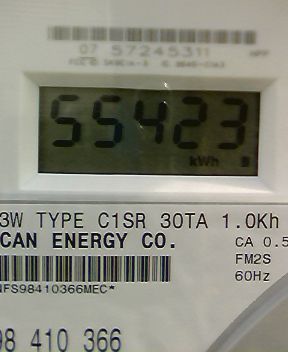 07 57245311
55423
kWh
3W TYPE C1SR 30TA 1.0Kh
CAN ENERGY CO.
CA 0.5
FM2S
60Hz
NFS98410366MEC*
98 410 366